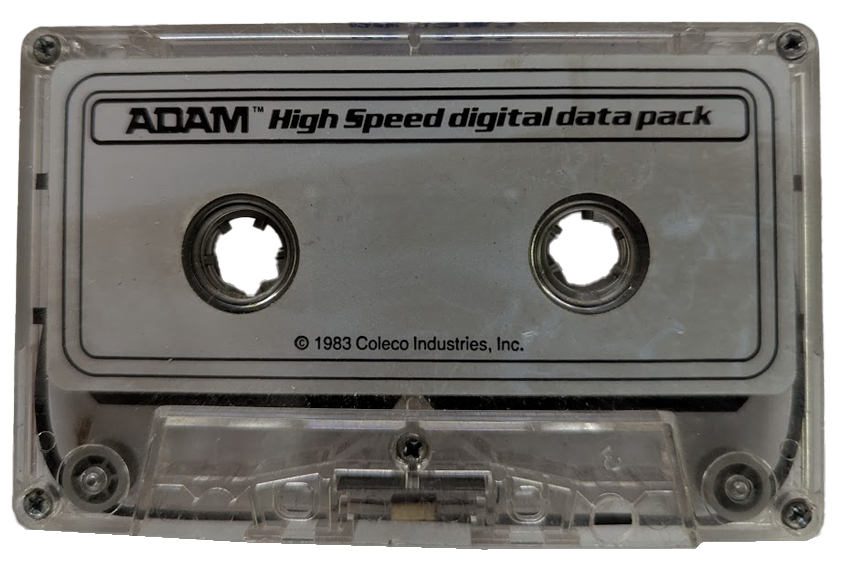 ADAM™ High Speed digital data pack
© 1983 Coleco Industries, Inc.